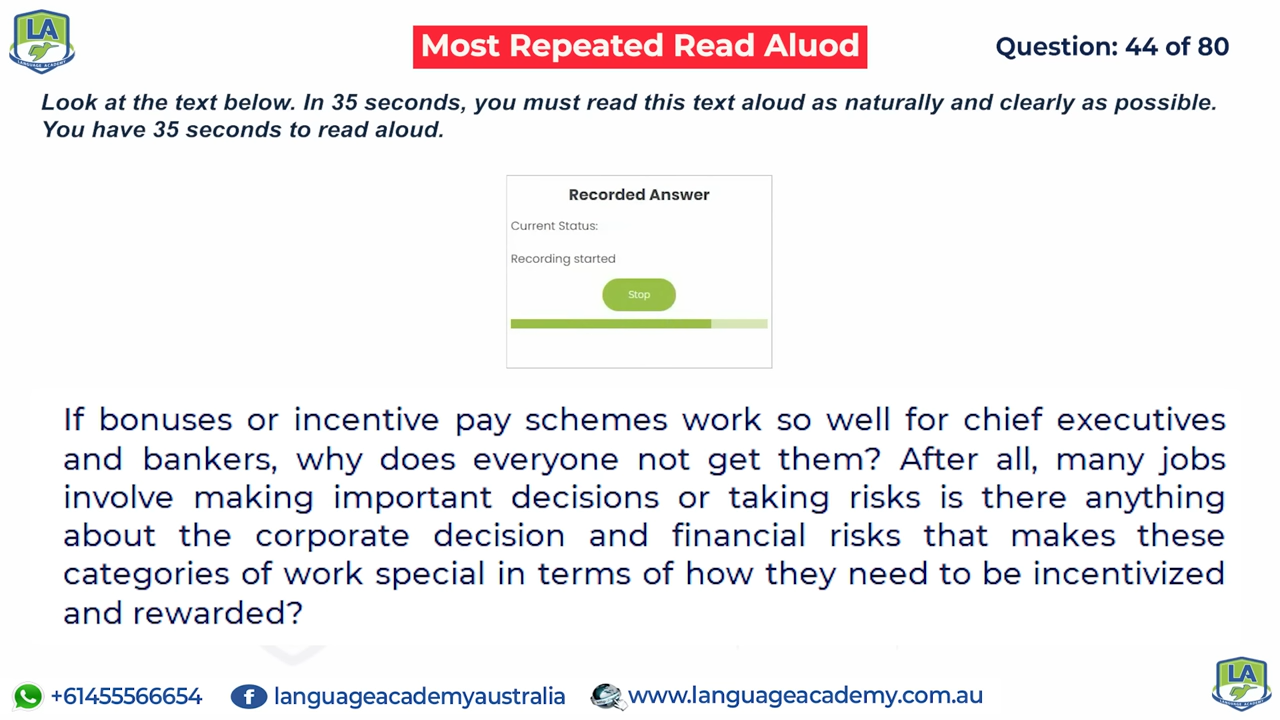 LA
LANGUAGE ACADEMY
Most Repeated Read Aluod
Question: 44 of 80
Look at the text below. In 35 seconds, you must read this text aloud as naturally and clearly as possible.
You have 35 seconds to read aloud.
Recorded Answer
Current Status:
Recording started
Stop
If bonuses or incentive pay schemes work so well for chief executives
and bankers, why does everyone not get them? After all, many jobs
involve making important decisions or taking risks is there anything
about the corporate decision and financial risks that makes these
categories of work special in terms of how they need to be incentivized
and rewarded?
+61455566654
languageacademyaustralia
www.languageacademy.com.au
LA
LANGUAGE ACADEMY